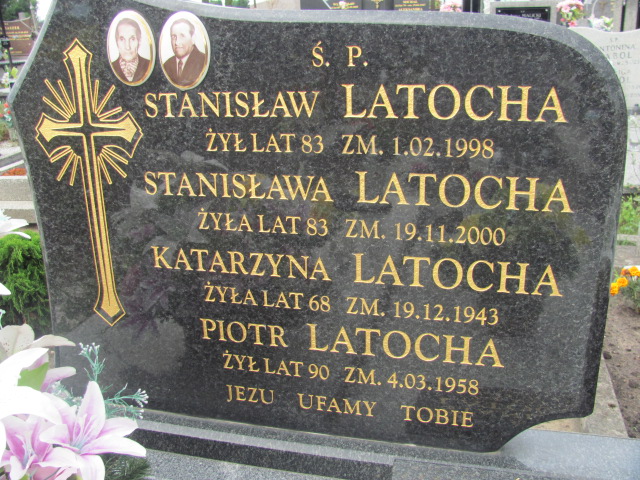 Ś. P.
STANISŁAW LATOCHA
ŻYŁ LAT 83 ZM. 1.02.1998
STANISŁAWA LATOCHA
ŻYŁA LAT 83 ZM. 19.11.2000
KATARZYNA LATOCHA
ŻYŁA LAT 68 ZM. 19.12.1943
PIOTR LATOCHA
ŻYŁ LAT 90 ZM. 4.03.1958
JEZU UFAMY TOBIE